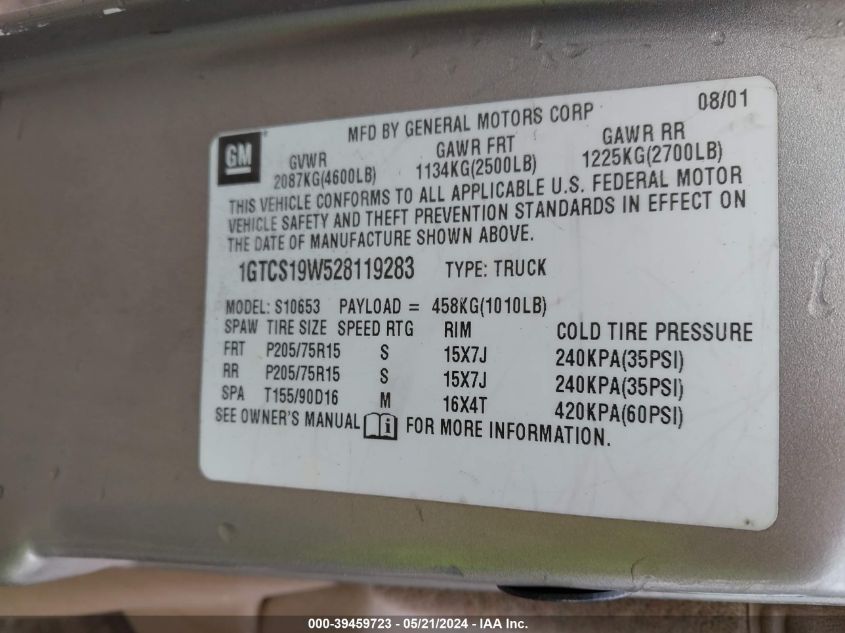 08/01
GM
MFD BY GENERAL MOTORS CORP
GVWR GAWR FRT GAWR RR
2087KG(4600LB) 1134KG(2500LB) 1225KG(2700LB)
THIS VEHICLE CONFORMS TO ALL APPLICABLE U.S. FEDERAL MOTOR
VEHICLE SAFETY AND THEFT PREVENTION STANDARDS IN EFFECT ON
THE DATE OF MANUFACTURE SHOWN ABOVE.
1GTCS19W528119283 TYPE: TRUCK
MODEL: S10653 PAYLOAD = 458KG(1010LB)
SPAW TIRE SIZE SPEED RTG RIM COLD TIRE PRESSURE
FRT P205/75R15 S 15X7J 240KPA(35PSI)
RR P205/75R15 S 15X7J 240KPA(35PSI)
SPA T155/90D16 M 16X4T 420KPA(60PSI)
SEE OWNER'S MANUAL i FOR MORE INFORMATION.
000-39459723 - 05/21/2024 - IAA Inc.